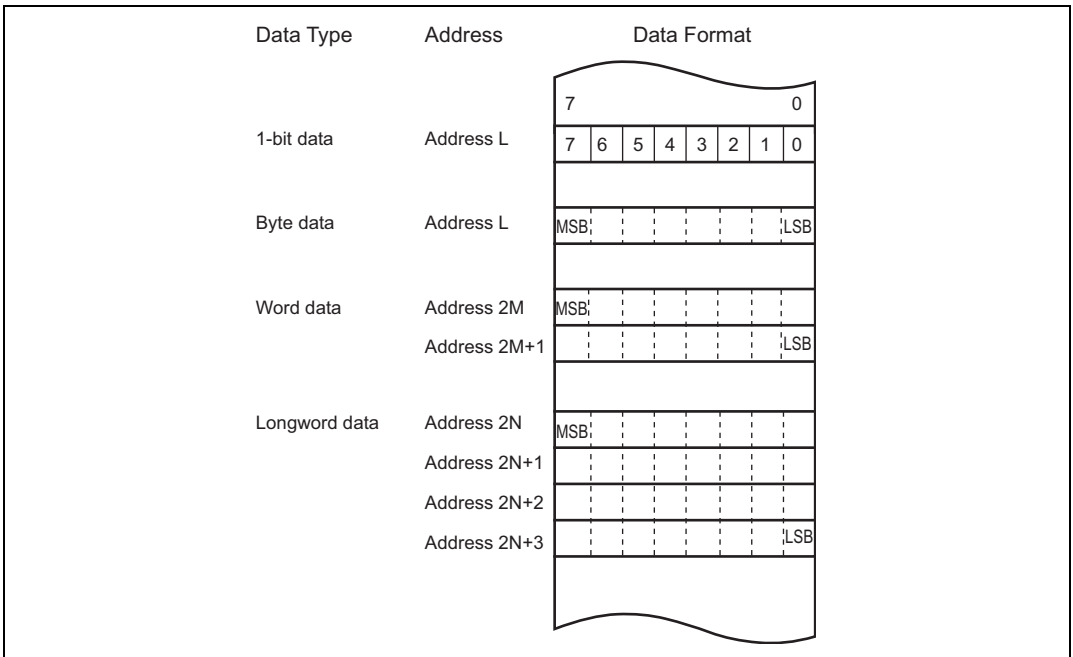 Data Type Address Data Format
7 0
1-bit data Address L 7 6 5 4 3 2 1 0
Byte data Address L MSB LSB
Word data Address 2M MSB
Address 2M+1 LSB
Longword data Address 2N MSB
Address 2N+1
Address 2N+2
Address 2N+3 LSB